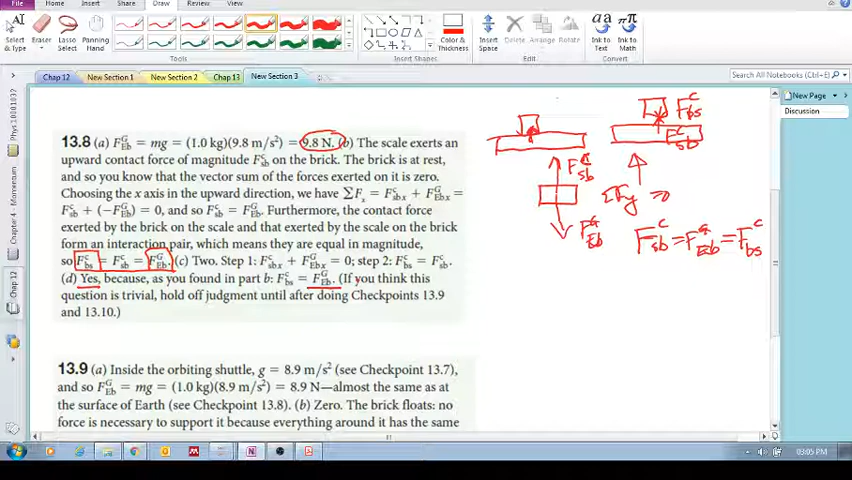 File Home Insert Share Draw View
Select & Type
Eraser
Lasso Select
Panning Hand
Tools
Insert Shapes
Color & Thickness
Insert Space
Delete
Arrange
Rotate
Edit
Ink to Text
Ink to Math
Convert
Chap 12 New Section 1 New Section 2 Chap 13 New Section 3
Search All Notebooks (Ctrl+E)
New Page
Discussion
Phys 10001032
Chap 14 Momentum
Chap 12
13.8 (a) F^G_Eb = mg = (1.0 kg)(9.8 m/s²) = 9.8 N. (b) The scale exerts an
upward contact force of magnitude F^c_sb on the brick. The brick is at rest,
and so you know that the vector sum of the forces exerted on it is zero.
Choosing the x axis in the upward direction, we have ΣF_x = F^c_sbx + F^G_Ebx =
F^c_sb + (−F^G_Eb) = 0, and so F^c_sb = F^G_Eb. Furthermore, the contact force
exerted by the brick on the scale and that exerted by the scale on the brick
form an interaction pair, which means they are equal in magnitude,
so F^c_bs = F^c_sb = F^G_Eb. (c) Two. Step 1: F^c_sbx + F^G_Ebx = 0; step 2: F^c_bs = F^c_sb.
(d) Yes, because, as you found in part b: F^c_bs = F^G_Eb. (If you think this
question is trivial, hold off judgment until after doing Checkpoints 13.9
and 13.10.)
13.9 (a) Inside the orbiting shuttle, g = 8.9 m/s² (see Checkpoint 13.7),
and so F^G_Eb = mg = (1.0 kg)(8.9 m/s²) = 8.9 N—almost the same as at
the surface of Earth (see Checkpoint 13.8). (b) Zero. The brick floats: no
force is necessary to support it because everything around it has the same
F^c_bs
F^c_sb
F^c_sb
ΣF_y = 0
F^G_Eb
F^c_sb = F^G_Eb = F^c_bs
03:05 PM